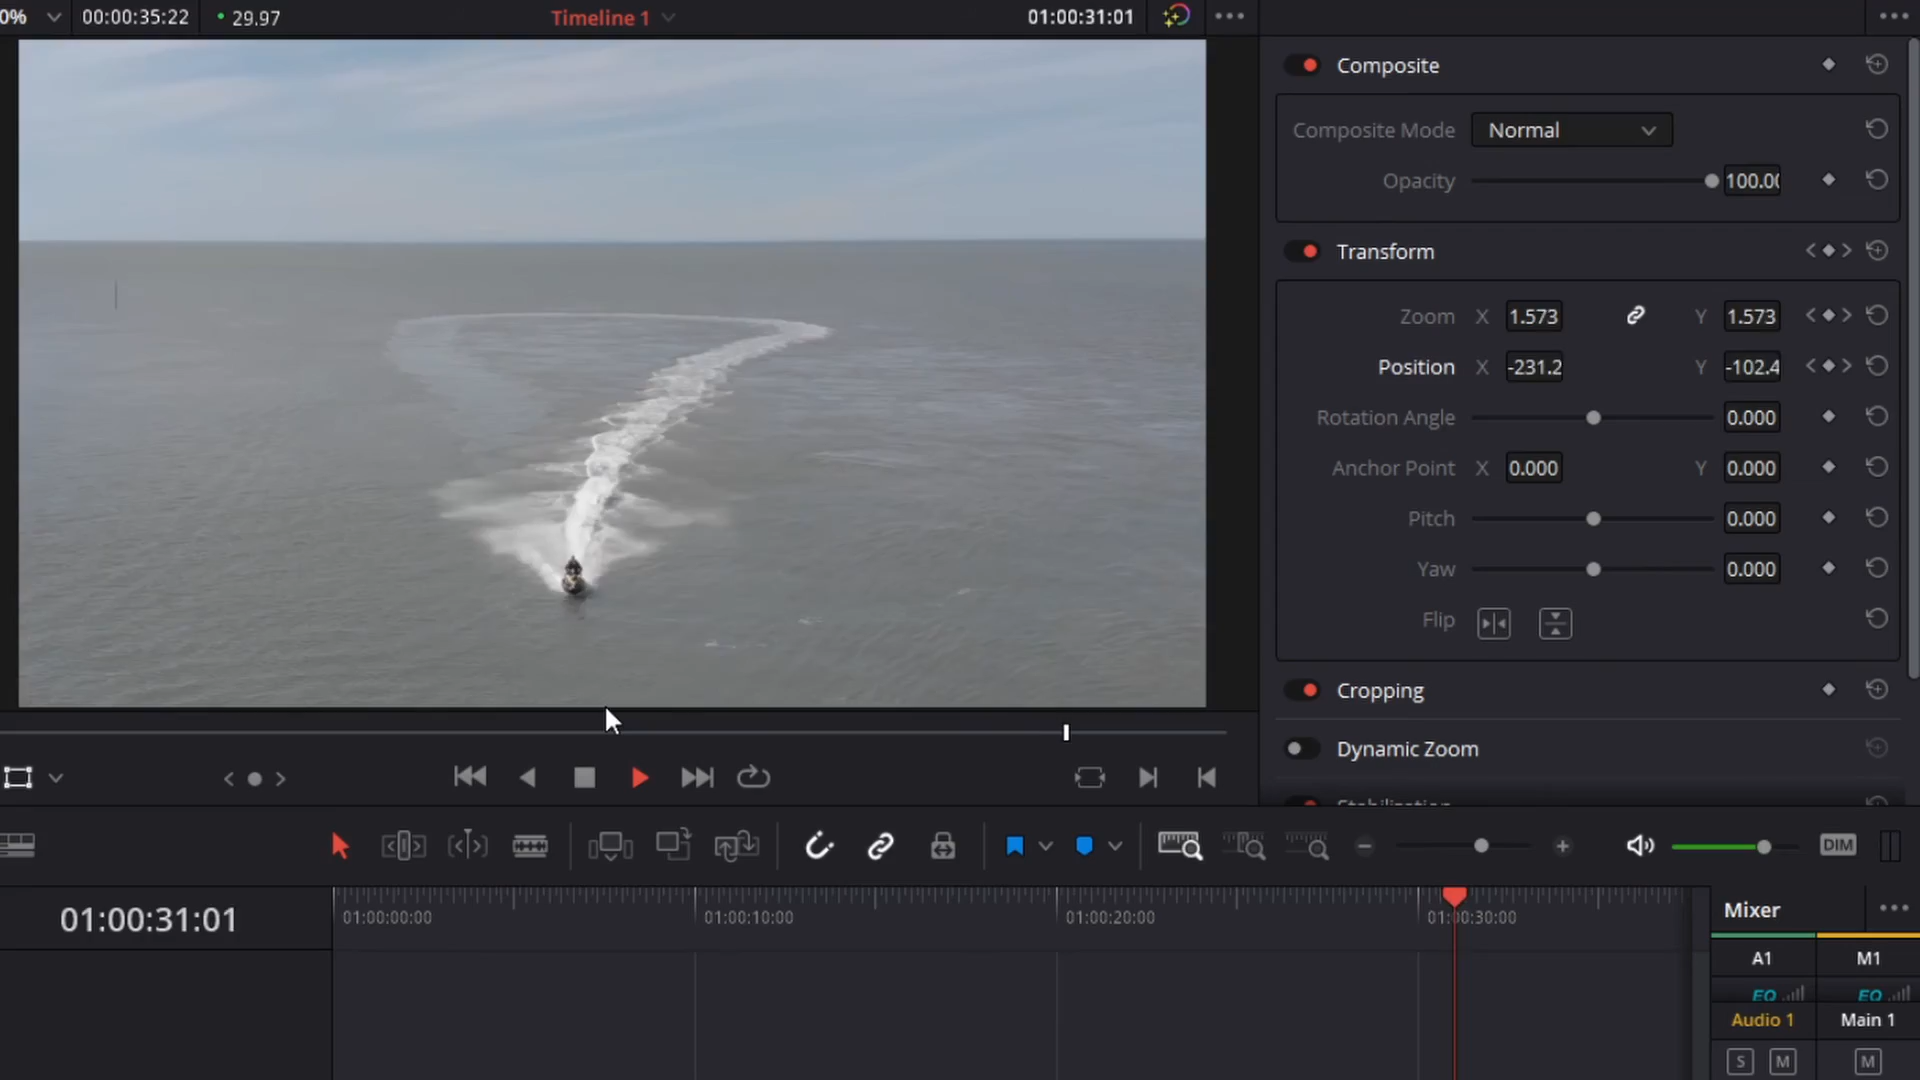 0%
00:00:35:22
29.97
Timeline 1
01:00:31:01
Composite
Composite Mode
Normal
Opacity
100.00
Transform
Zoom X 1.573 Y 1.573
Position X -231.2 Y -102.4
Rotation Angle 0.000
Anchor Point X 0.000 Y 0.000
Pitch 0.000
Yaw 0.000
Flip
Cropping
Dynamic Zoom
Stabilization
DIM
01:00:31:01
01:00:00:00
01:00:10:00
01:00:20:00
01:00:30:00
Mixer
A1 M1
EQ EQ
Audio 1 Main 1
S M M